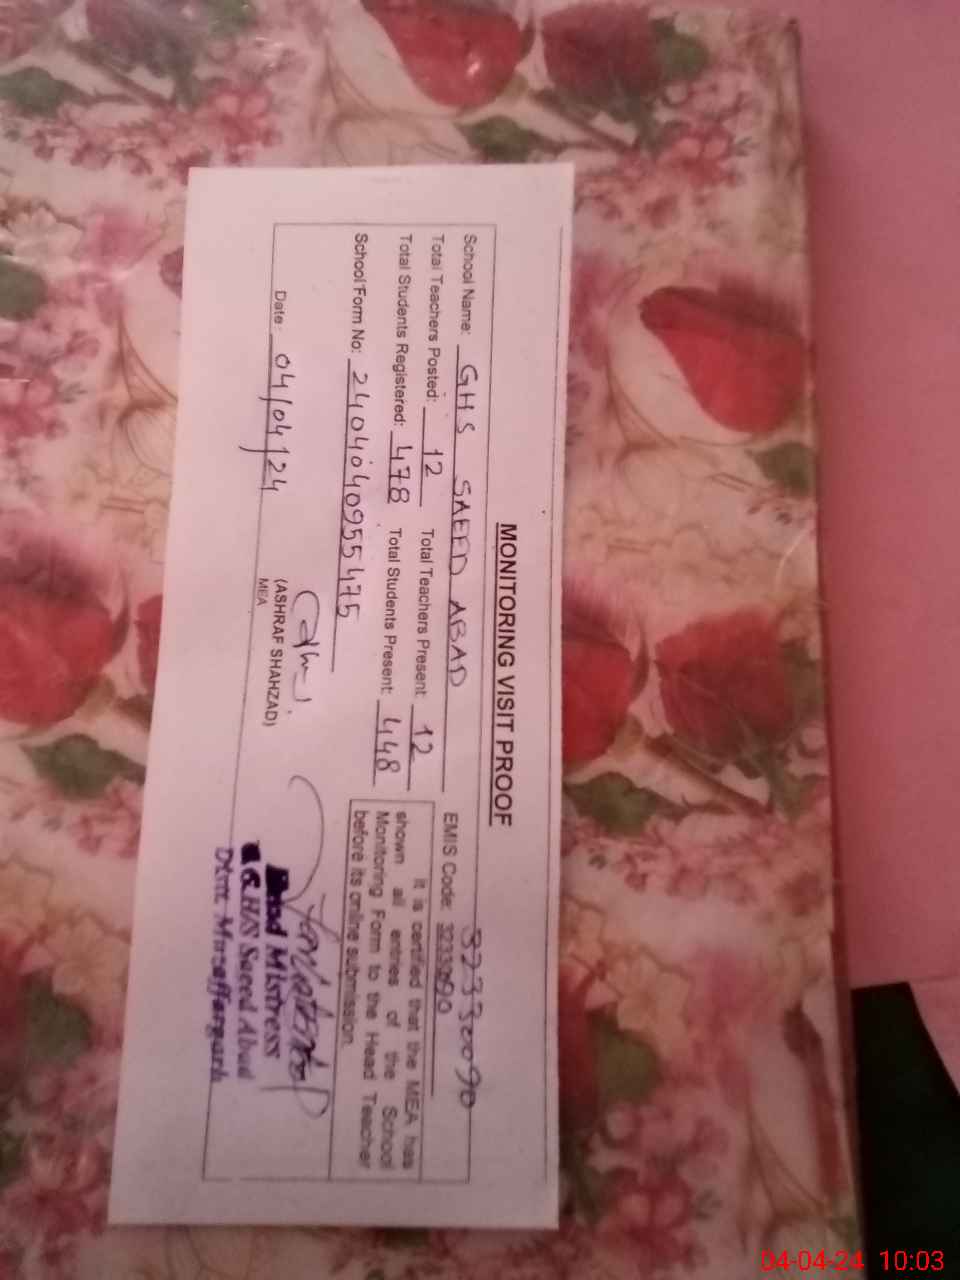 MONITORING VISIT PROOF
School Name: GHS SAEED ABAD EMIS Code: 32330090
Total Teachers Posted: 12 Total Teachers Present: 12
Total Students Registered: 478 Total Students Present: 448
School Form No: 2404040955475
it is certified that the MEA has
shown all entries of the School
Monitoring Form to the Head Teacher
before its online submission.
Date: 04/04/24
(ASHRAF SHAHZAD)
MEA
Head Mistress
G.H/S Saeed Abad
Distt: Muzaffargarh
04-04-24 10:03